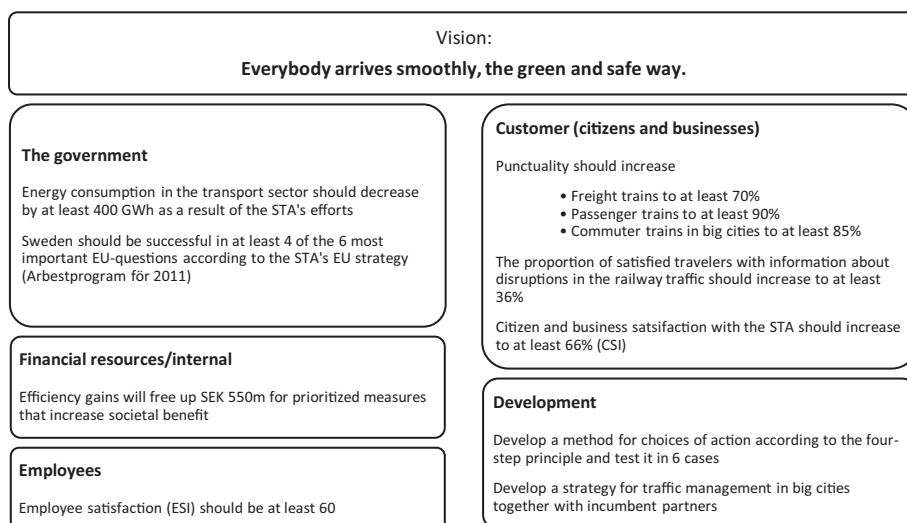 Vision:
Everybody arrives smoothly, the green and safe way.
The government
Energy consumption in the transport sector should decrease
by at least 400 GWh as a result of the STA's efforts
Sweden should be successful in at least 4 of the 6 most
important EU-questions according to the STA's EU strategy
(Arbestprogram för 2011)
Financial resources/internal
Efficiency gains will free up SEK 550m for prioritized measures
that increase societal benefit
Employees
Employee satisfaction (ESI) should be at least 60
Customer (citizens and businesses)
Punctuality should increase
• Freight trains to at least 70%
• Passenger trains to at least 90%
• Commuter trains in big cities to at least 85%
The proportion of satisfied travelers with information about
disruptions in the railway traffic should increase to at least
36%
Citizen and business satsifaction with the STA should increase
to at least 66% (CSI)
Development
Develop a method for choices of action according to the four-
step principle and test it in 6 cases
Develop a strategy for traffic management in big cities
together with incumbent partners